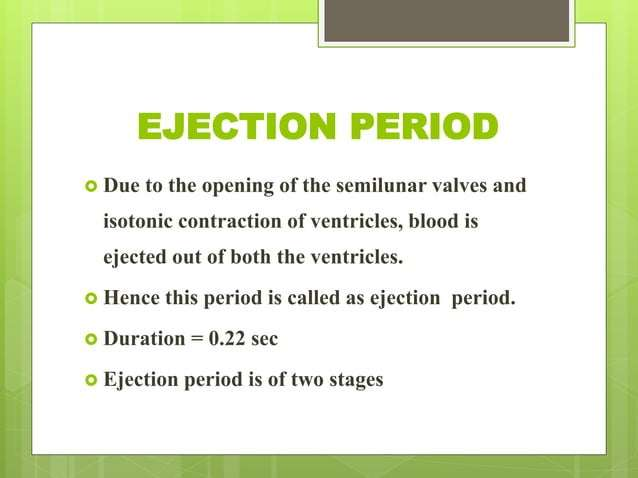 EJECTION PERIOD
Due to the opening of the semilunar valves and
isotonic contraction of ventricles, blood is
ejected out of both the ventricles.
Hence this period is called as ejection period.
Duration = 0.22 sec
Ejection period is of two stages